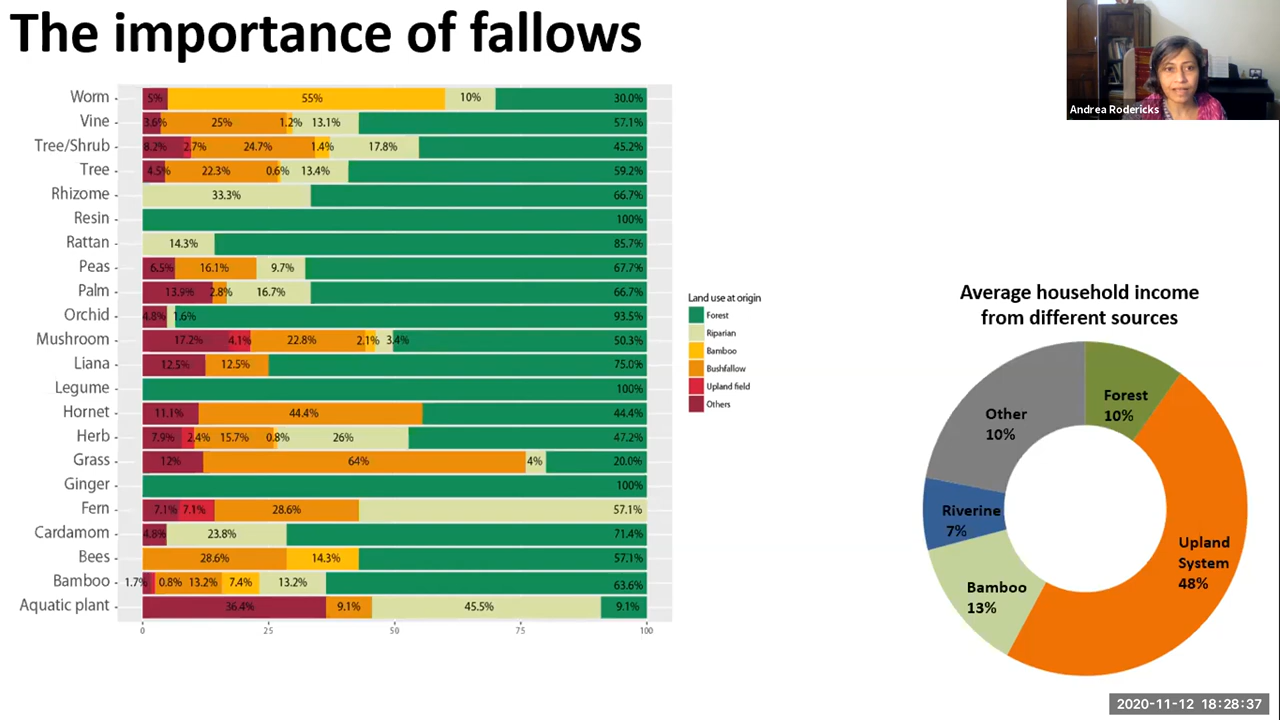 The importance of fallows
Andrea Rodericks
Worm 5% 55% 10% 30.0%
Vine 3.6% 25% 1.2% 13.1% 57.1%
Tree/Shrub 8.2% 2.7% 24.7% 1.4% 17.8% 45.2%
Tree 4.5% 22.3% 0.6% 13.4% 59.2%
Rhizome 33.3% 66.7%
Resin 100%
Rattan 14.3% 85.7%
Peas 6.5% 16.1% 9.7% 67.7%
Palm 13.9% 2.8% 16.7% 66.7%
Orchid 4.8% 1.6% 93.5%
Mushroom 17.2% 4.1% 22.8% 2.1% 3.4% 50.3%
Liana 12.5% 12.5% 75.0%
Legume 100%
Hornet 11.1% 44.4% 44.4%
Herb 7.9% 2.4% 15.7% 0.8% 26% 47.2%
Grass 12% 64% 4% 20.0%
Ginger 100%
Fern 7.1% 7.1% 28.6% 57.1%
Cardamom 4.8% 23.8% 71.4%
Bees 28.6% 14.3% 57.1%
Bamboo 1.7% 0.8% 13.2% 7.4% 13.2% 63.6%
Aquatic plant 36.4% 9.1% 45.5% 9.1%
0 25 50 75 100
Land use at origin
Forest
Riparian
Bamboo
Bushfallow
Upland field
Others
Average household income
from different sources
Forest
10%
Other
10%
Riverine
7%
Upland
System
48%
Bamboo
13%
2020-11-12 18:28:37